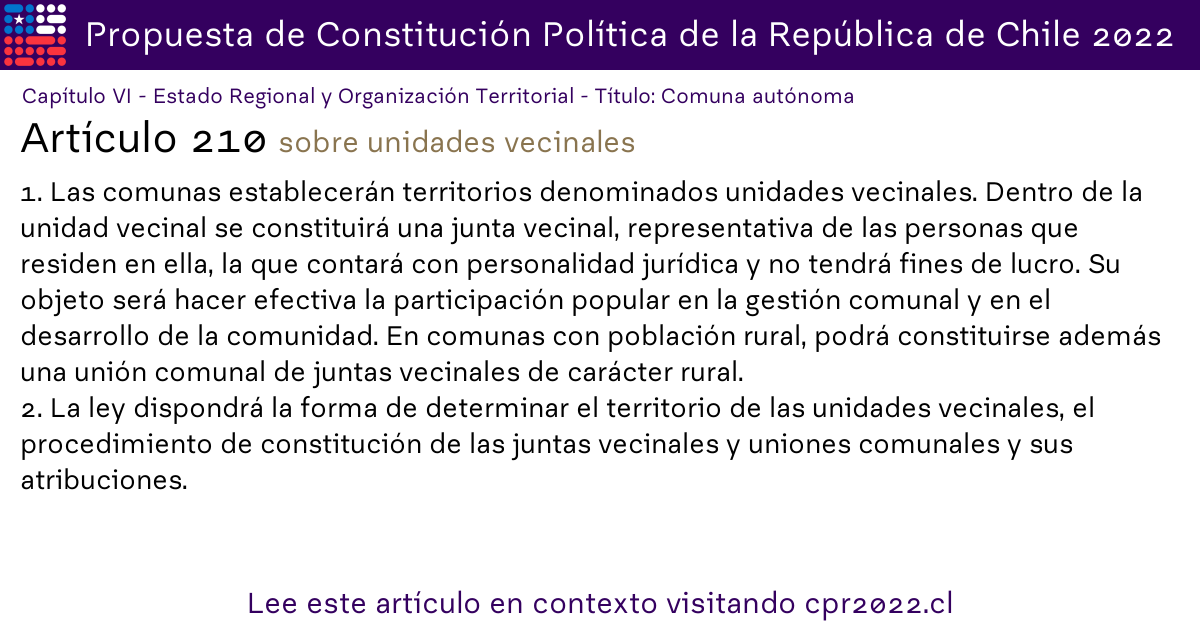 Propuesta de Constitución Política de la República de Chile 2022
Capítulo VI - Estado Regional y Organización Territorial - Título: Comuna autónoma
Artículo 210 sobre unidades vecinales
1. Las comunas establecerán territorios denominados unidades vecinales. Dentro de la
unidad vecinal se constituirá una junta vecinal, representativa de las personas que
residen en ella, la que contará con personalidad jurídica y no tendrá fines de lucro. Su
objeto será hacer efectiva la participación popular en la gestión comunal y en el
desarrollo de la comunidad. En comunas con población rural, podrá constituirse además
una unión comunal de juntas vecinales de carácter rural.
2. La ley dispondrá la forma de determinar el territorio de las unidades vecinales, el
procedimiento de constitución de las juntas vecinales y uniones comunales y sus
atribuciones.
Lee este artículo en contexto visitando cpr2022.cl